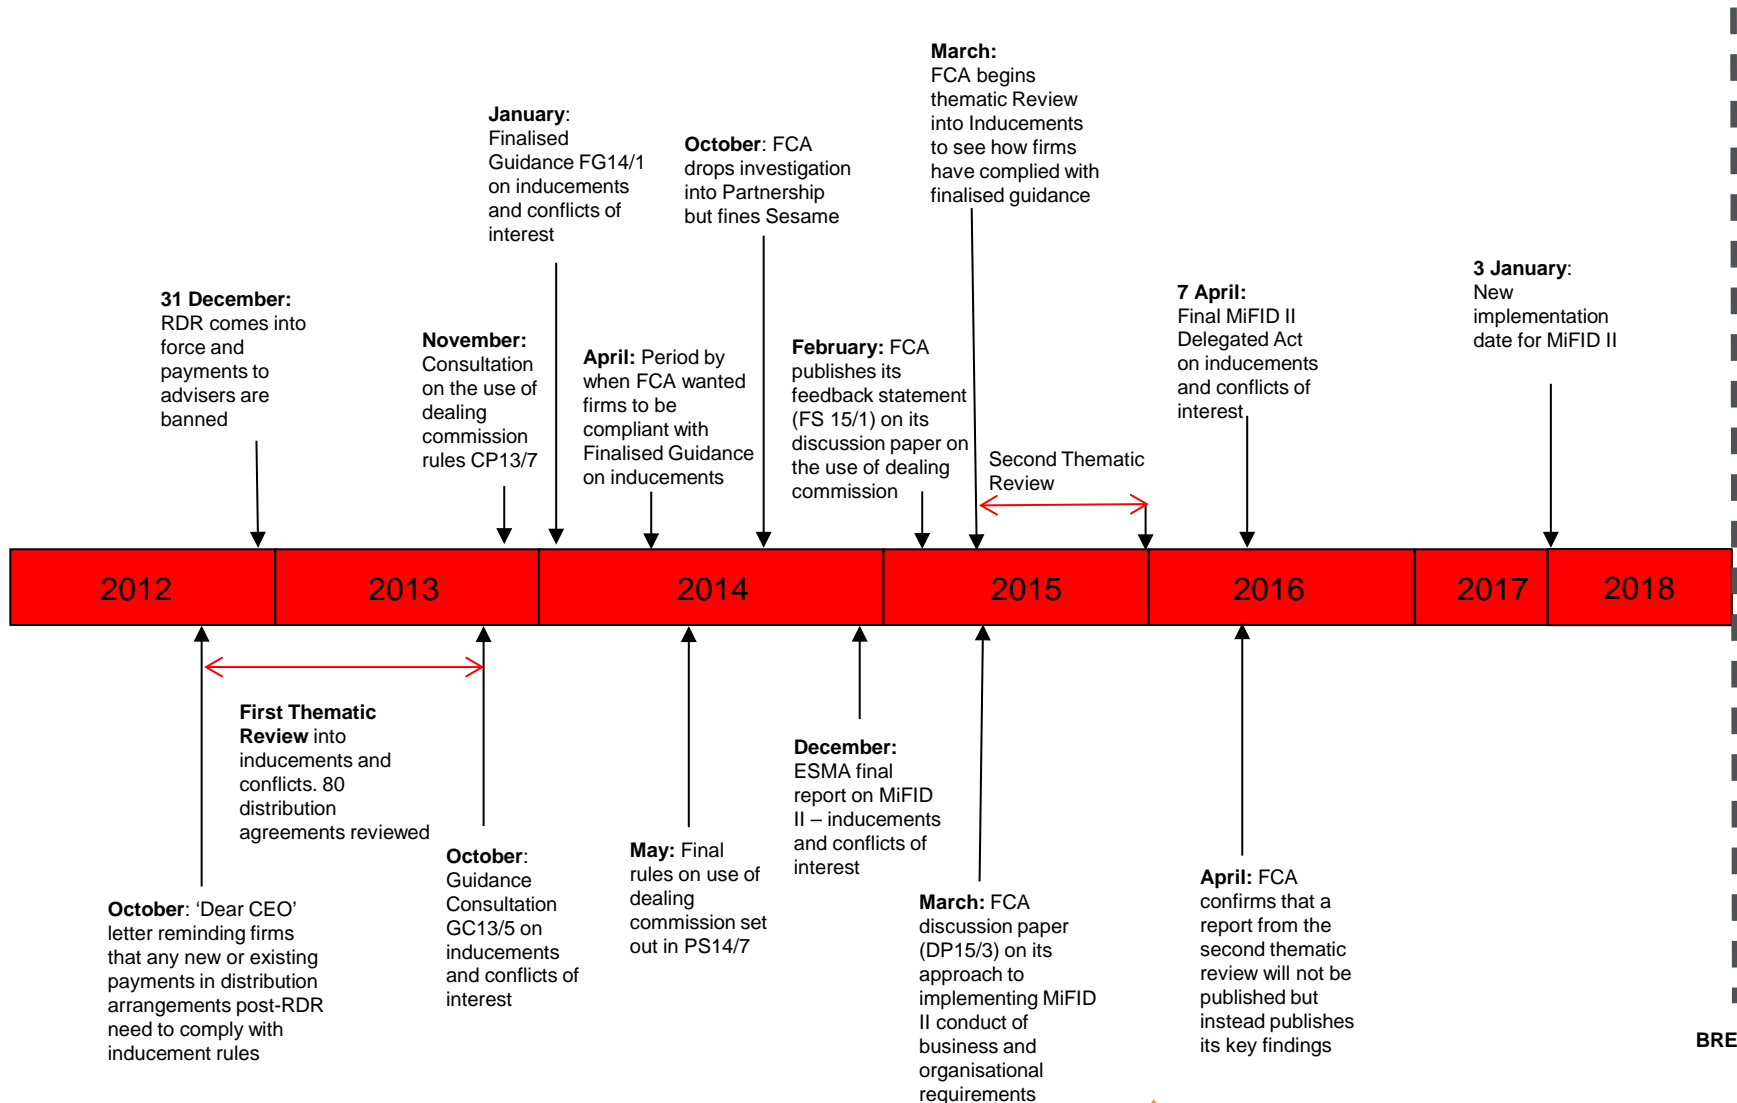 March:
FCA begins
thematic Review
into Inducements
to see how firms
have complied with
finalised guidance
January:
Finalised
Guidance FG14/1
on inducements
and conflicts of
interest
October: FCA
drops investigation
into Partnership
but fines Sesame
31 December:
RDR comes into
force and
payments to
advisers are
banned
November:
Consultation
on the use of
dealing
commission
rules CP13/7
April: Period by
when FCA wanted
firms to be
compliant with
Finalised Guidance
on inducements
February: FCA
publishes its
feedback statement
(FS 15/1) on its
discussion paper on
the use of dealing
commission
Second Thematic
Review
7 April:
Final MiFID II
Delegated Act
on inducements
and conflicts of
interest
3 January:
New
implementation
date for MiFID II
2012
2013
2014
2015
2016
2017
2018
First Thematic
Review into
inducements and
conflicts. 80
distribution
agreements reviewed
October: ‘Dear CEO’
letter reminding firms
that any new or existing
payments in distribution
arrangements post-RDR
need to comply with
inducement rules
October:
Guidance
Consultation
GC13/5 on
inducements
and conflicts of
interest
May: Final
rules on use of
dealing
commission set
out in PS14/7
December:
ESMA final
report on MiFID
II – inducements
and conflicts of
interest
March: FCA
discussion paper
(DP15/3) on its
approach to
implementing MiFID
II conduct of
business and
organisational
requirements
April: FCA
confirms that a
report from the
second thematic
review will not be
published but
instead publishes
its key findings
BRE